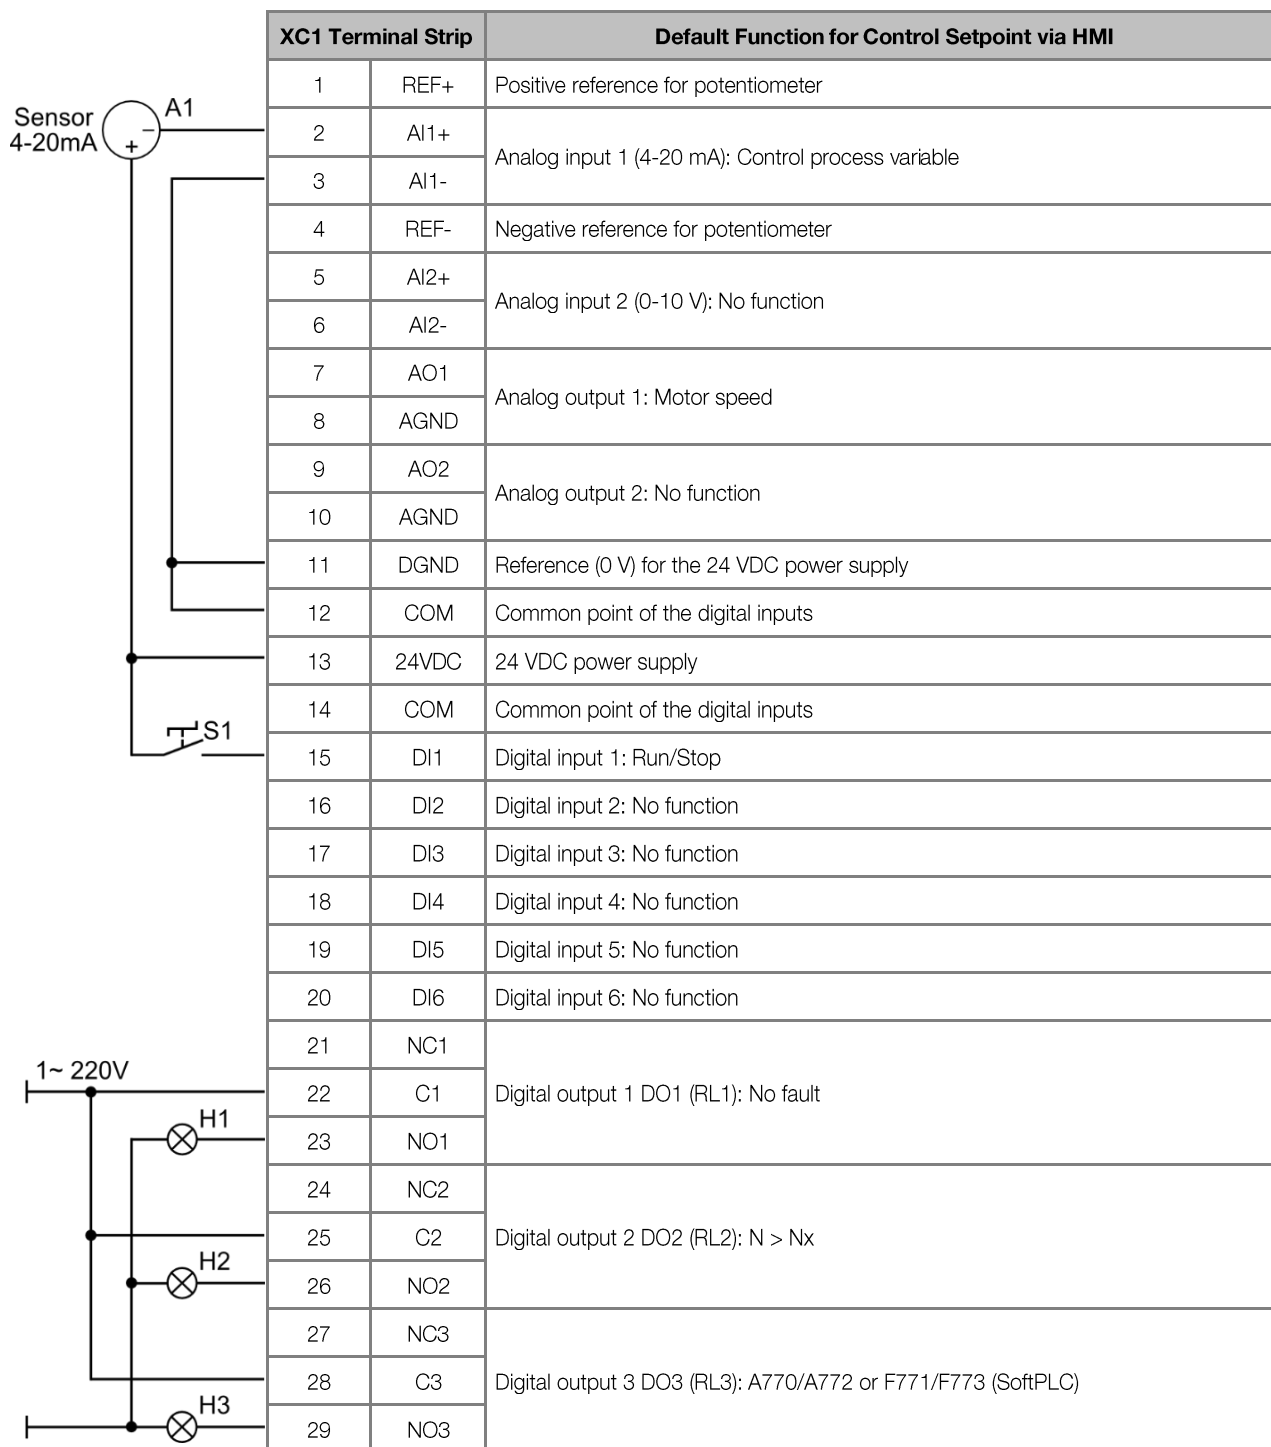 XC1 Terminal Strip Default Function for Control Setpoint via HMI
1 REF+ Positive reference for potentiometer
Sensor 4-20mA
A1
+
−
2 AI1+ Analog input 1 (4-20 mA): Control process variable
3 AI1-
4 REF- Negative reference for potentiometer
5 AI2+ Analog input 2 (0-10 V): No function
6 AI2-
7 AO1 Analog output 1: Motor speed
8 AGND
9 AO2 Analog output 2: No function
10 AGND
11 DGND Reference (0 V) for the 24 VDC power supply
12 COM Common point of the digital inputs
13 24VDC 24 VDC power supply
14 COM Common point of the digital inputs
S1
15 DI1 Digital input 1: Run/Stop
16 DI2 Digital input 2: No function
17 DI3 Digital input 3: No function
18 DI4 Digital input 4: No function
19 DI5 Digital input 5: No function
20 DI6 Digital input 6: No function
21 NC1
1~ 220V
22 C1 Digital output 1 DO1 (RL1): No fault
H1
23 NO1
24 NC2
25 C2 Digital output 2 DO2 (RL2): N > Nx
H2
26 NO2
27 NC3
28 C3 Digital output 3 DO3 (RL3): A770/A772 or F771/F773 (SoftPLC)
H3
29 NO3